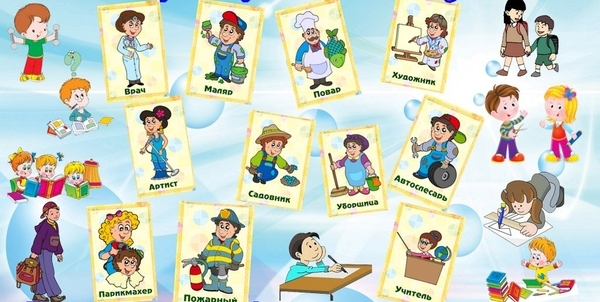 Врач
Маляр
Повар
Художник
Артист
Садовник
Уборщица
Автослесарь
Парикмахер
Пожарный
Учитель